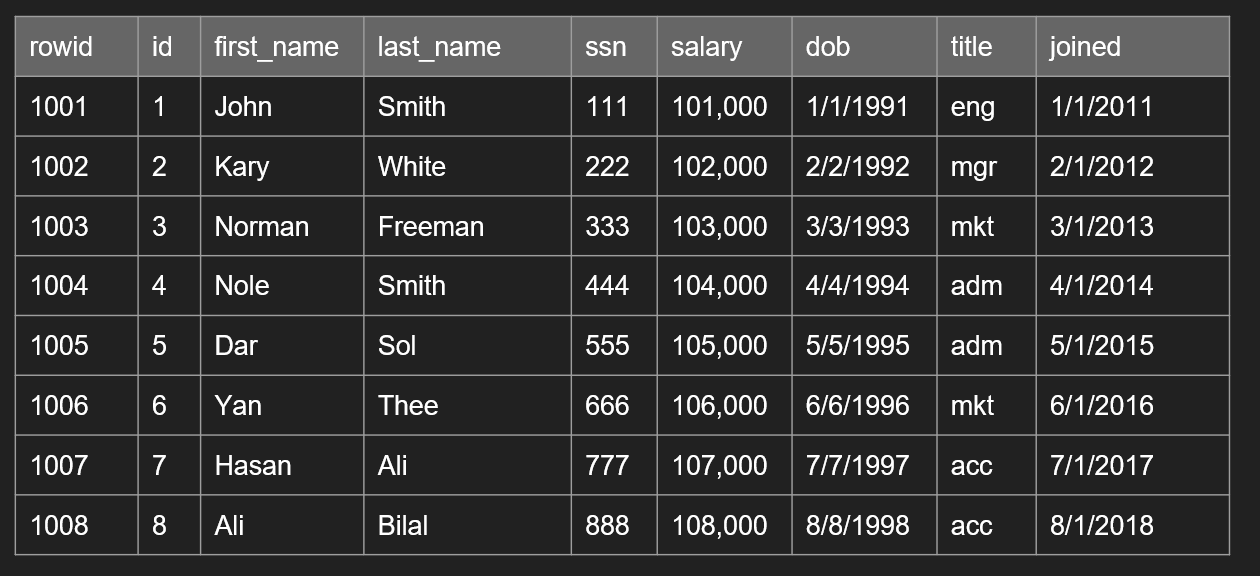 rowid id first_name last_name ssn salary dob title joined
1001 1 John Smith 111 101,000 1/1/1991 eng 1/1/2011
1002 2 Kary White 222 102,000 2/2/1992 mgr 2/1/2012
1003 3 Norman Freeman 333 103,000 3/3/1993 mkt 3/1/2013
1004 4 Nole Smith 444 104,000 4/4/1994 adm 4/1/2014
1005 5 Dar Sol 555 105,000 5/5/1995 adm 5/1/2015
1006 6 Yan Thee 666 106,000 6/6/1996 mkt 6/1/2016
1007 7 Hasan Ali 777 107,000 7/7/1997 acc 7/1/2017
1008 8 Ali Bilal 888 108,000 8/8/1998 acc 8/1/2018